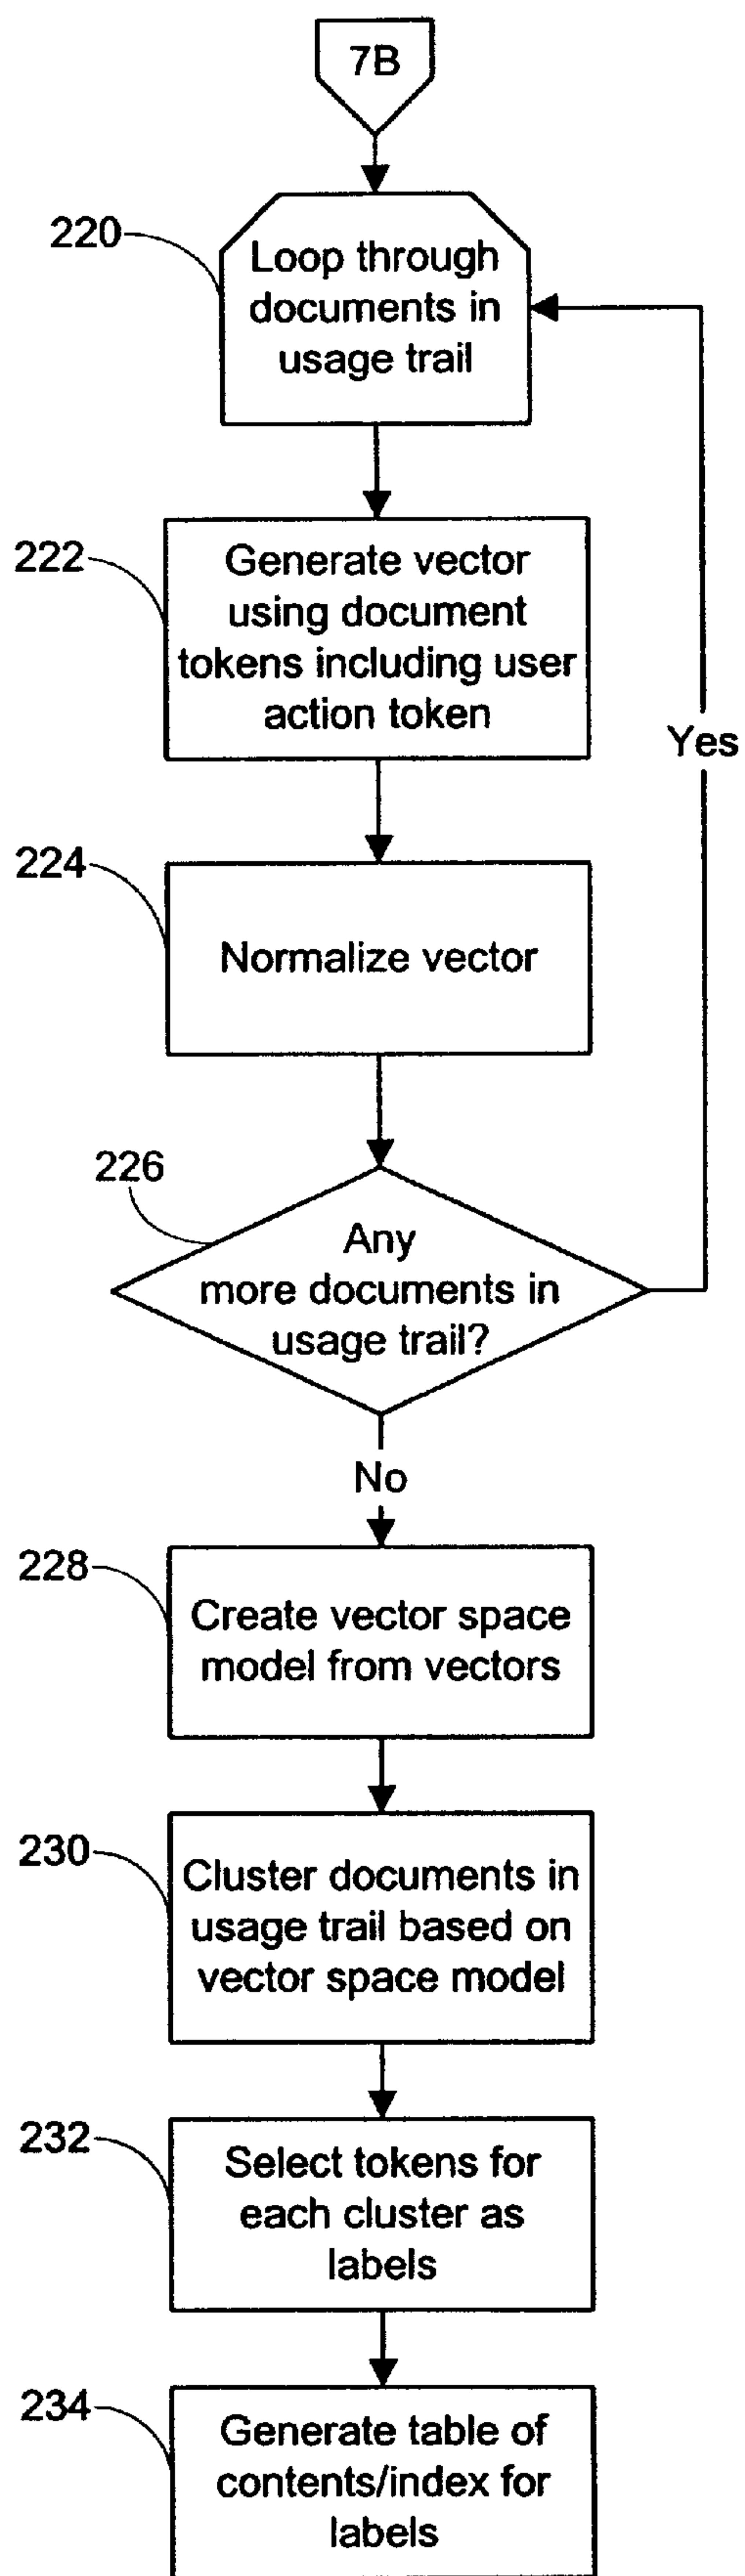 7B
220
Loop through
documents in
usage trail
222
Generate vector
using document
tokens including user
action token
Yes
224
Normalize vector
226
Any
more documents in
usage trail?
No
228
Create vector space
model from vectors
230
Cluster documents in
usage trail based on
vector space model
232
Select tokens for
each cluster as
labels
234
Generate table of
contents/index for
labels